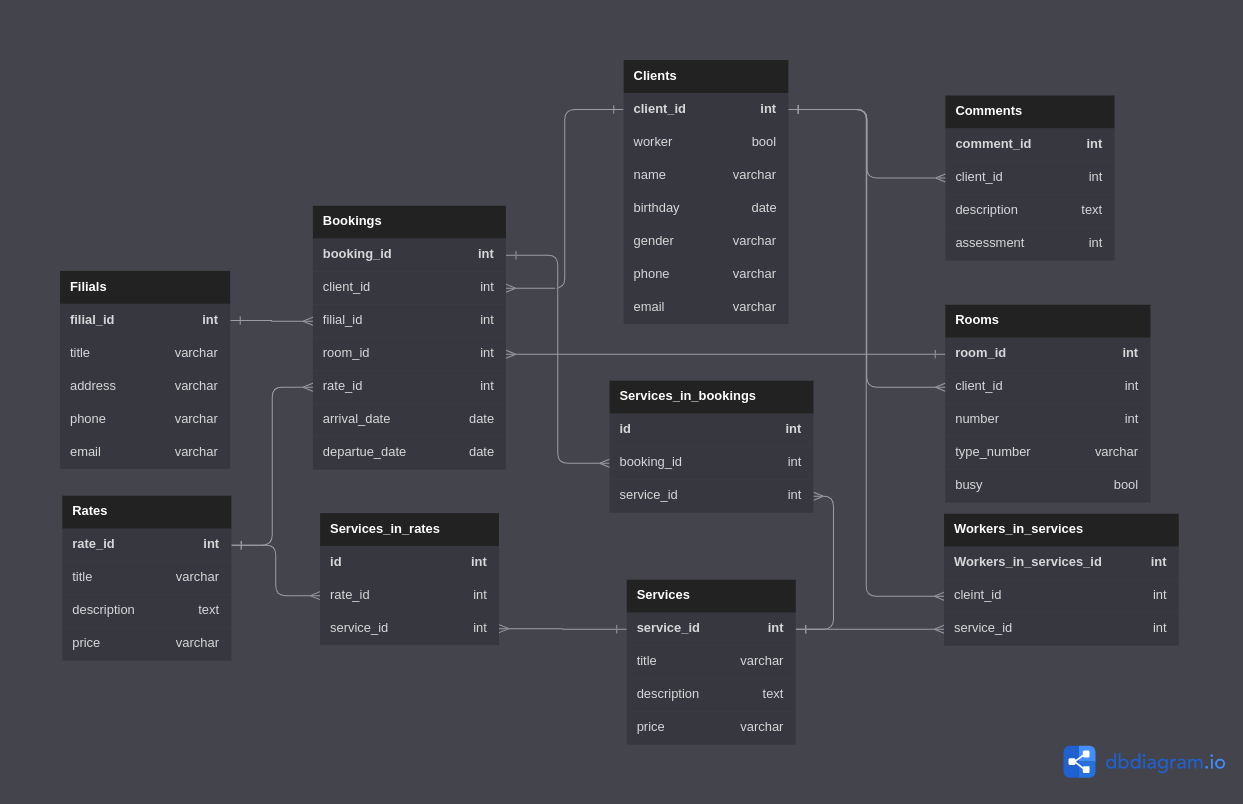 Clients
client_id int
worker bool
name varchar
birthday date
gender varchar
phone varchar
email varchar
Comments
comment_id int
client_id int
description text
assessment int
Bookings
booking_id int
client_id int
filial_id int
room_id int
rate_id int
arrival_date date
departue_date date
Filials
filial_id int
title varchar
address varchar
phone varchar
email varchar
Rooms
room_id int
client_id int
number int
type_number varchar
busy bool
Services_in_bookings
id int
booking_id int
service_id int
Rates
rate_id int
title varchar
description text
price varchar
Services_in_rates
id int
rate_id int
service_id int
Workers_in_services
Workers_in_services_id int
cleint_id int
service_id int
Services
service_id int
title varchar
description text
price varchar
dbdiagram.io